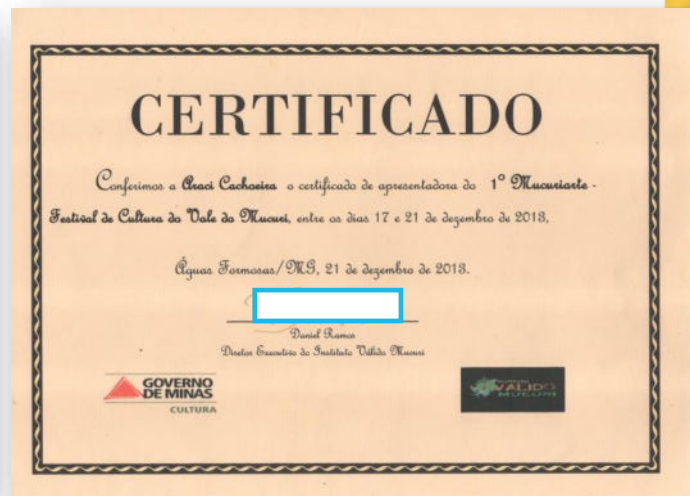 CERTIFICADO
Conferimos a Araci Cachoeira o certificado de apresentadora do 1º Mucuriarte -
Festival de Cultura do Vale do Mucuri, entre os dias 17 e 21 de dezembro de 2013,
Águas Formosas/MG, 21 de dezembro de 2013.
Daniel Ramos
Diretor Executivo do Instituto Válido Mucuri
GOVERNO
DE MINAS
CULTURA
VALIDO
MUCURI